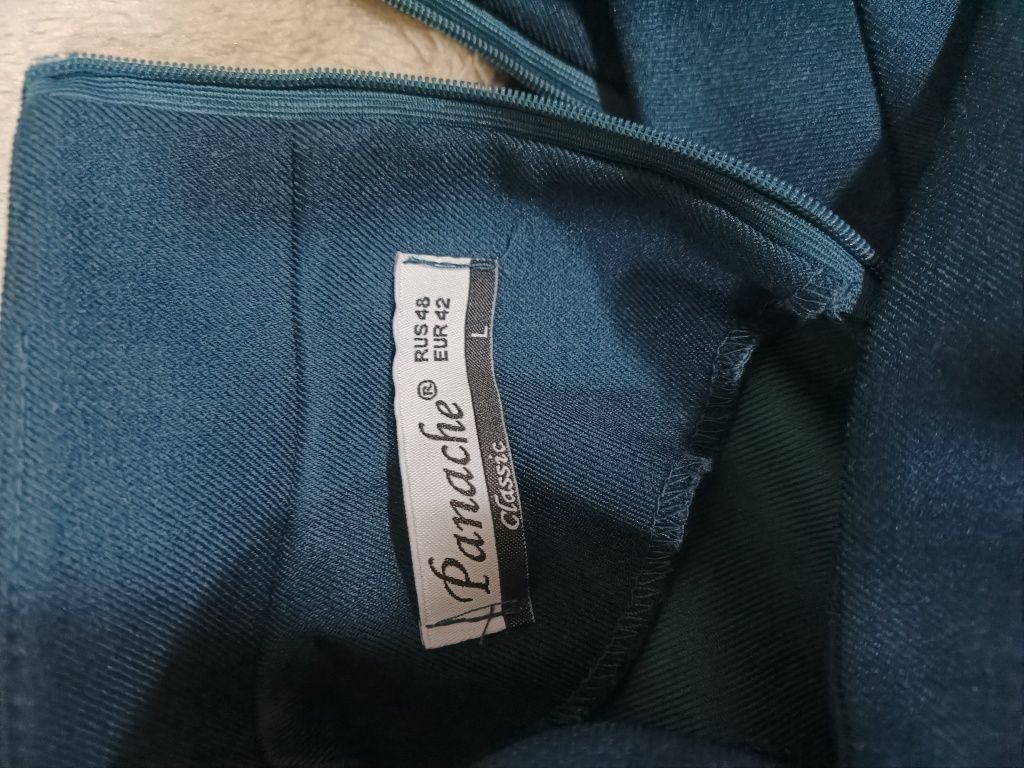 Panache®
RUS 48
EUR 42
classic
L